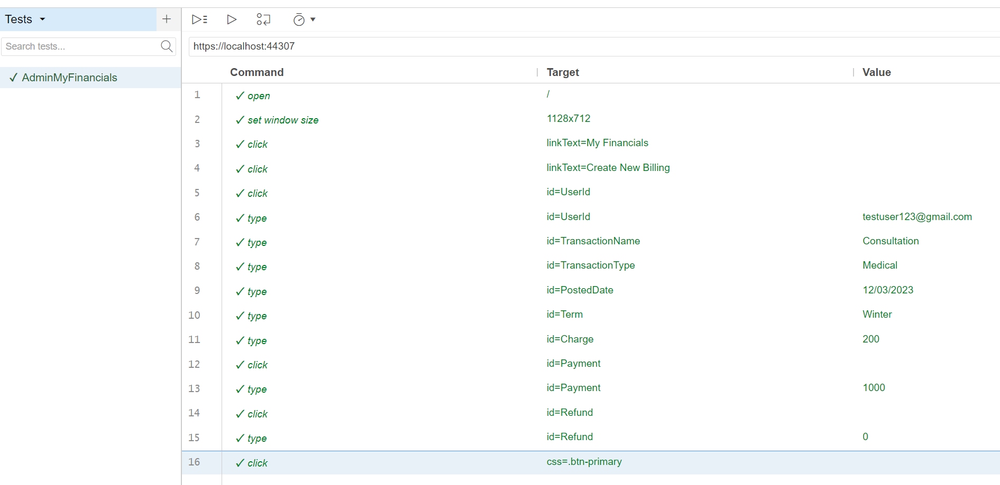 Tests
Search tests...
✓ AdminMyFinancials
https://localhost:44307
Command Target Value
1 ✓ open /
2 ✓ set window size 1128x712
3 ✓ click linkText=My Financials
4 ✓ click linkText=Create New Billing
5 ✓ click id=UserId
6 ✓ type id=UserId testuser123@gmail.com
7 ✓ type id=TransactionName Consultation
8 ✓ type id=TransactionType Medical
9 ✓ type id=PostedDate 12/03/2023
10 ✓ type id=Term Winter
11 ✓ type id=Charge 200
12 ✓ click id=Payment
13 ✓ type id=Payment 1000
14 ✓ click id=Refund
15 ✓ type id=Refund 0
16 ✓ click css=.btn-primary